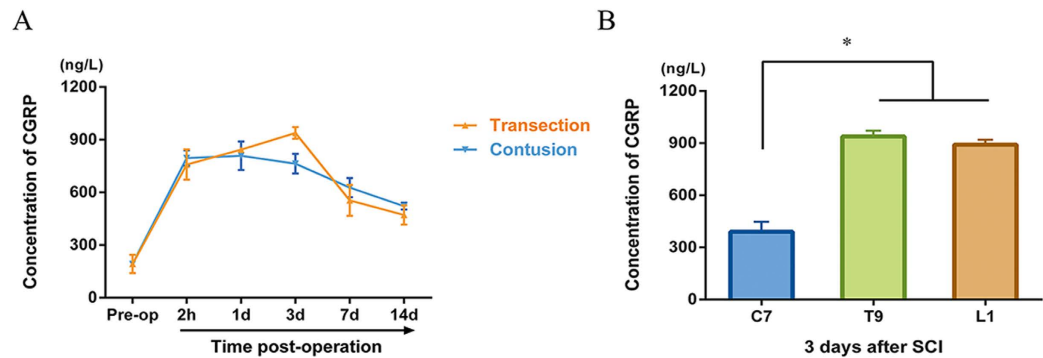 A
(ng/L)
1200
900
600
300
0
Concentration of CGRP
Pre-op 2h 1d 3d 7d 14d
Time post-operation
Transection
Contusion
B
(ng/L)
1200
900
600
300
0
Concentration of CGRP
*
C7 T9 L1
3 days after SCI